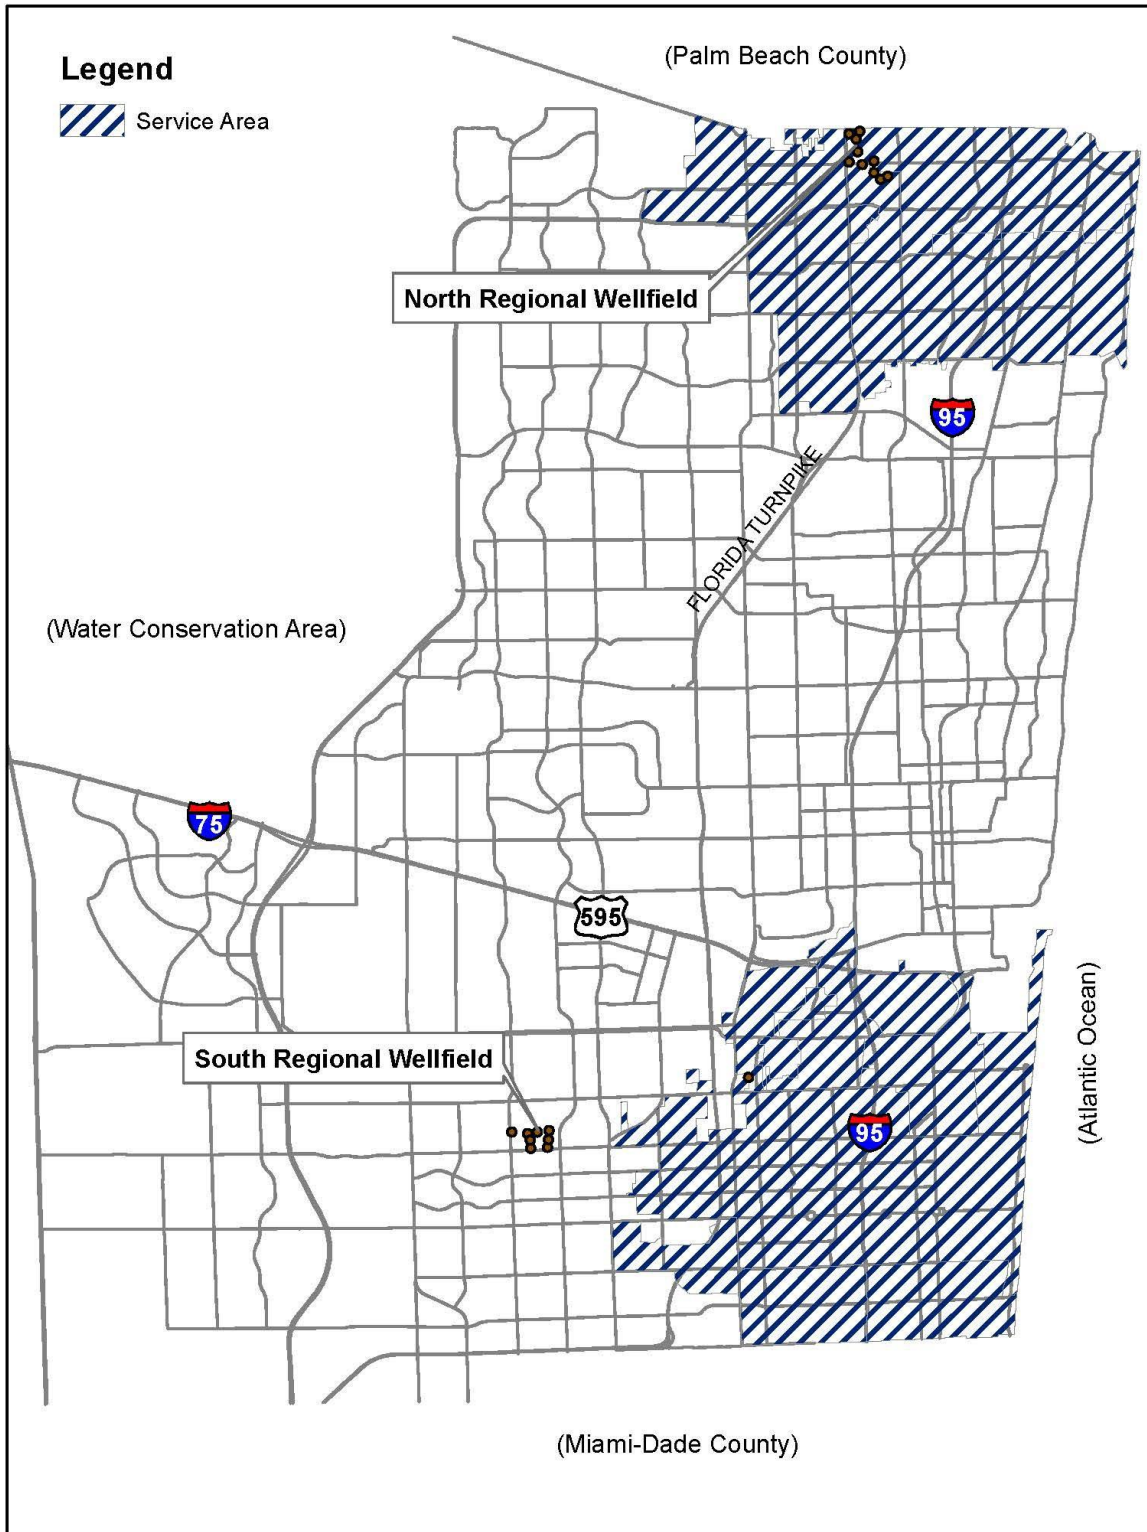 (Palm Beach County)
Legend
Service Area
North Regional Wellfield
95
FLORIDA TURNPIKE
(Water Conservation Area)
75
595
(Atlantic Ocean)
South Regional Wellfield
95
(Miami-Dade County)